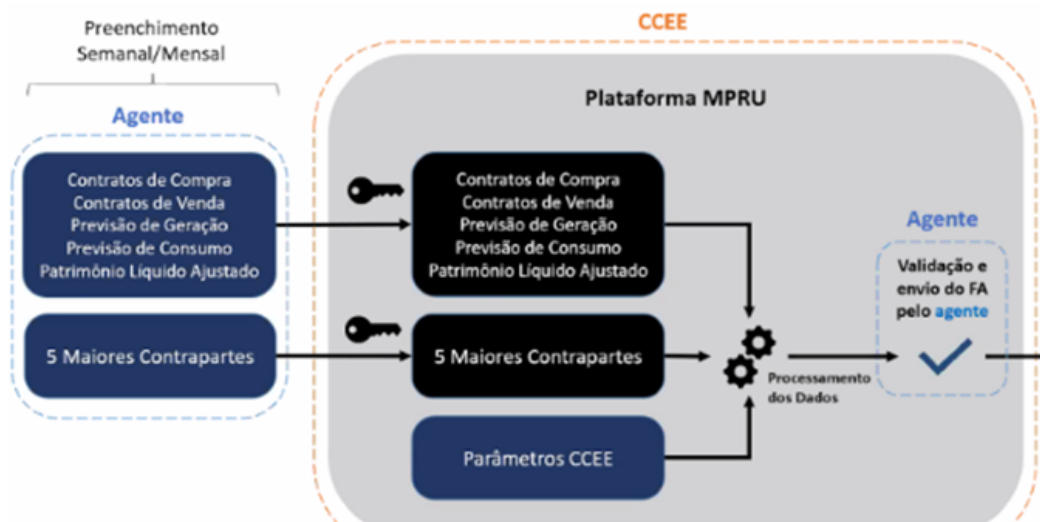 Preenchimento
Semanal/Mensal
Agente
Contratos de Compra
Contratos de Venda
Previsão de Geração
Previsão de Consumo
Patrimônio Líquido Ajustado
5 Maiores Contrapartes
CCEE
Plataforma MPRU
Contratos de Compra
Contratos de Venda
Previsão de Geração
Previsão de Consumo
Patrimônio Líquido Ajustado
5 Maiores Contrapartes
Parâmetros CCEE
Processamento
dos Dados
Agente
Validação e
envio do FA
pelo agente